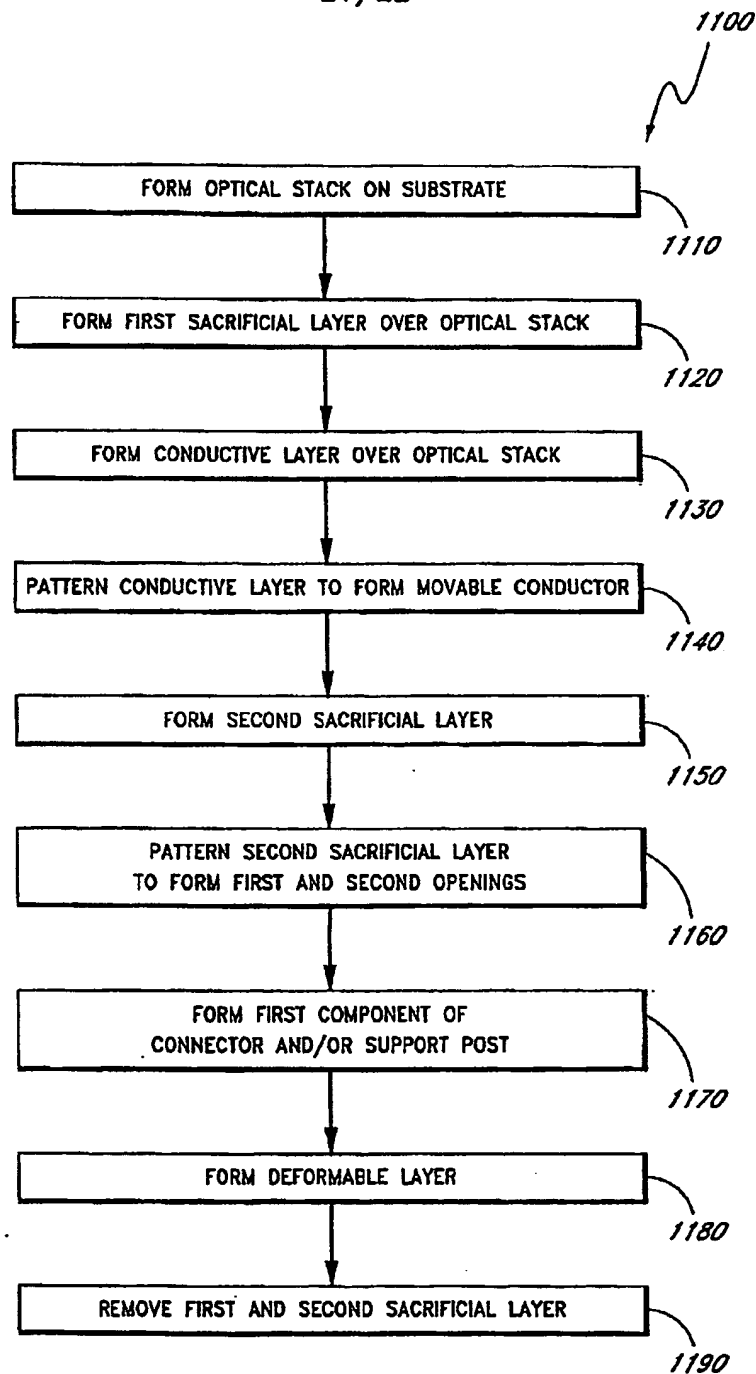 1100
FORM OPTICAL STACK ON SUBSTRATE
1110
FORM FIRST SACRIFICIAL LAYER OVER OPTICAL STACK
1120
FORM CONDUCTIVE LAYER OVER OPTICAL STACK
1130
PATTERN CONDUCTIVE LAYER TO FORM MOVABLE CONDUCTOR
1140
FORM SECOND SACRIFICIAL LAYER
1150
PATTERN SECOND SACRIFICIAL LAYER
TO FORM FIRST AND SECOND OPENINGS
1160
FORM FIRST COMPONENT OF
CONNECTOR AND/OR SUPPORT POST
1170
FORM DEFORMABLE LAYER
1180
REMOVE FIRST AND SECOND SACRIFICIAL LAYER
1190